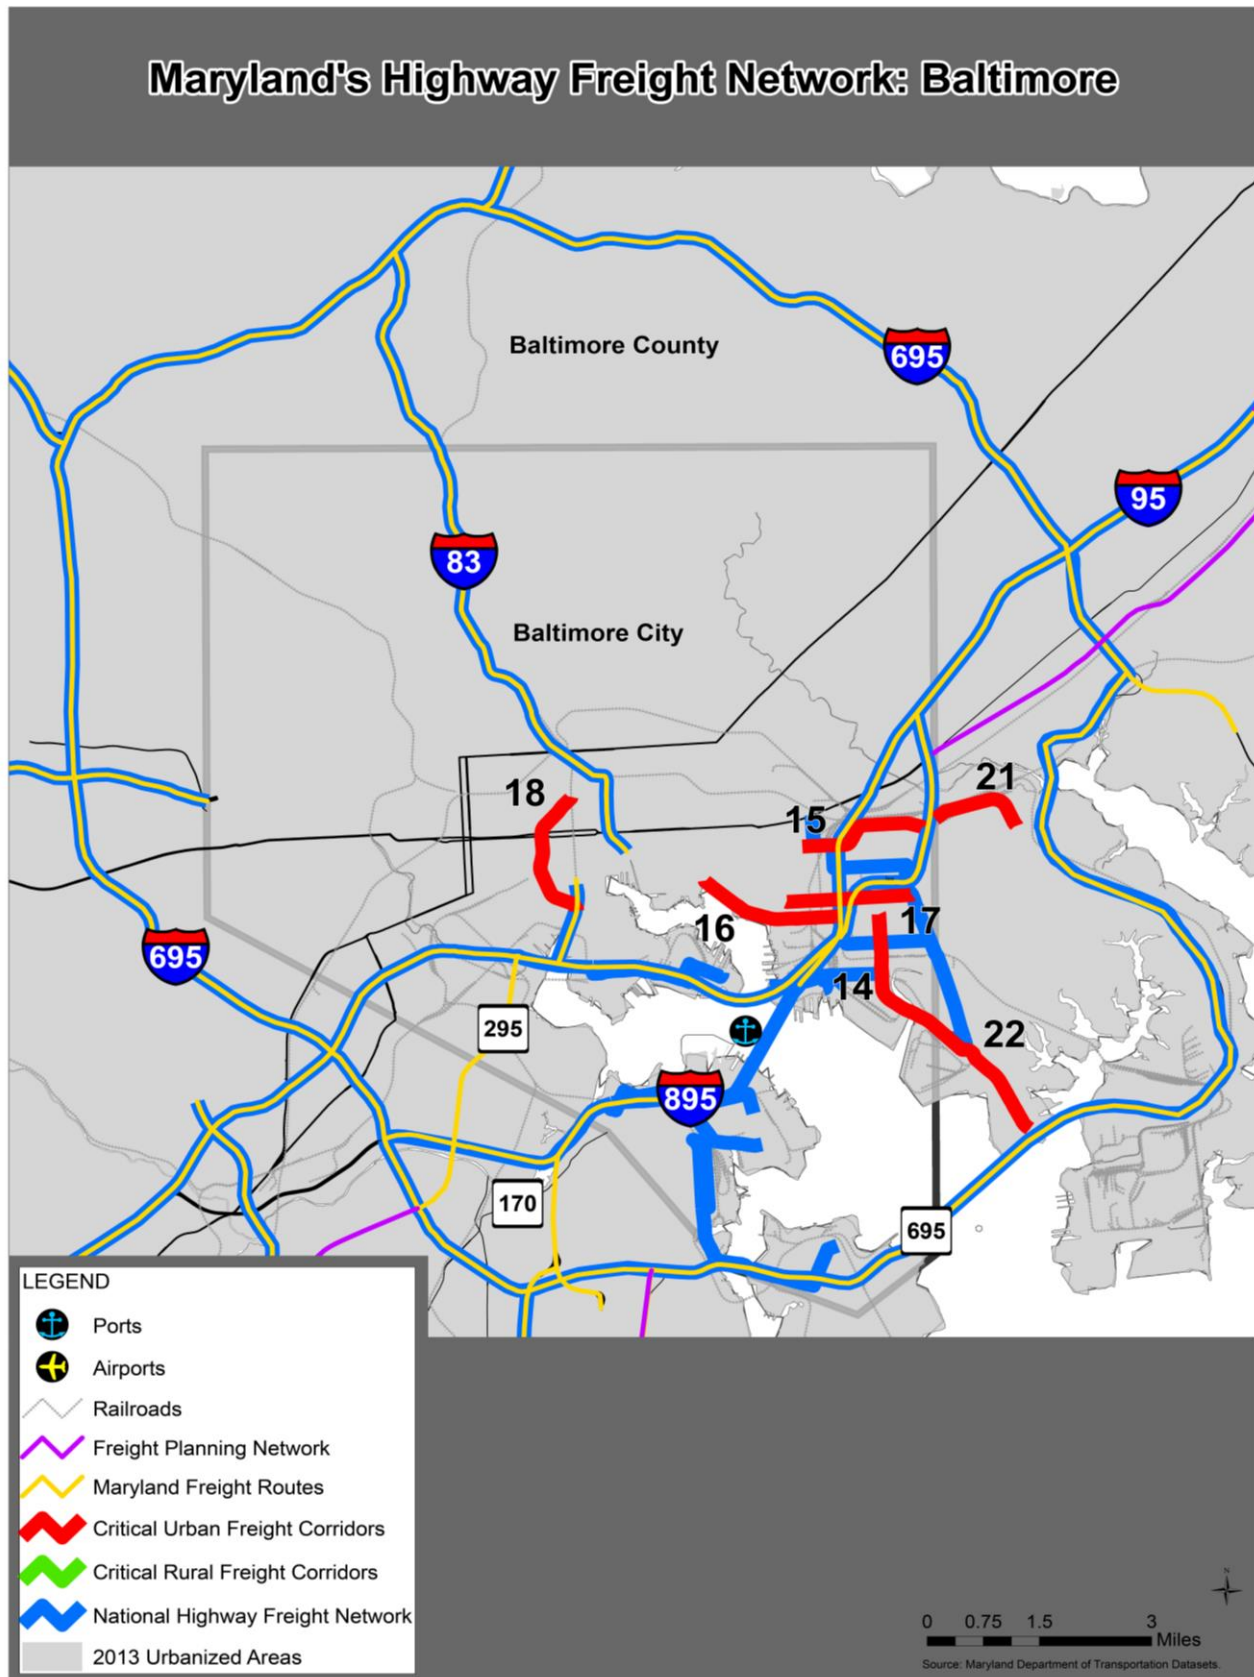 Maryland's Highway Freight Network: Baltimore
Baltimore County
695
95
83
Baltimore City
18
21
15
16
17
695
14
295
22
895
170
695
LEGEND
Ports
Airports
Railroads
Freight Planning Network
Maryland Freight Routes
Critical Urban Freight Corridors
Critical Rural Freight Corridors
National Highway Freight Network
2013 Urbanized Areas
N
0 0.75 1.5 3
Miles
Source: Maryland Department of Transportation Datasets.